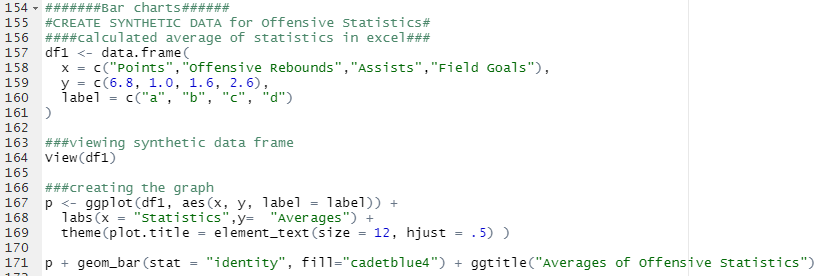 154 #######Bar charts######
155 #CREATE SYNTHETIC DATA for Offensive Statistics#
156 ####calculated average of statistics in excel###
157 df1 <- data.frame(
158   x = c("Points","Offensive Rebounds","Assists","Field Goals"),
159   y = c(6.8, 1.0, 1.6, 2.6),
160   label = c("a", "b", "c", "d")
161 )
162
163 ###viewing synthetic data frame
164 View(df1)
165
166 ###creating the graph
167 p <- ggplot(df1, aes(x, y, label = label)) +
168   labs(x = "Statistics",y=  "Averages") +
169   theme(plot.title = element_text(size = 12, hjust = .5) )
170
171 p + geom_bar(stat = "identity", fill="cadetblue4") + ggtitle("Averages of Offensive Statistics")